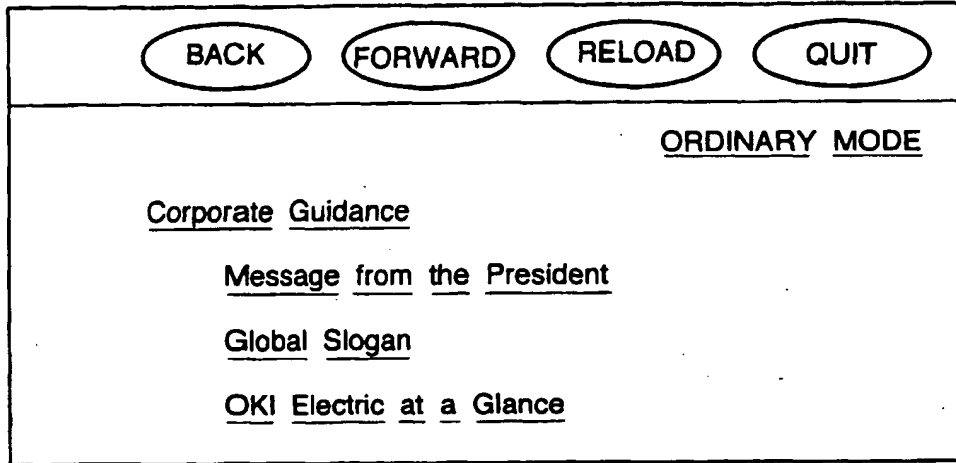 BACK FORWARD RELOAD QUIT
ORDINARY MODE
Corporate Guidance
Message from the President
Global Slogan
OKI Electric at a Glance